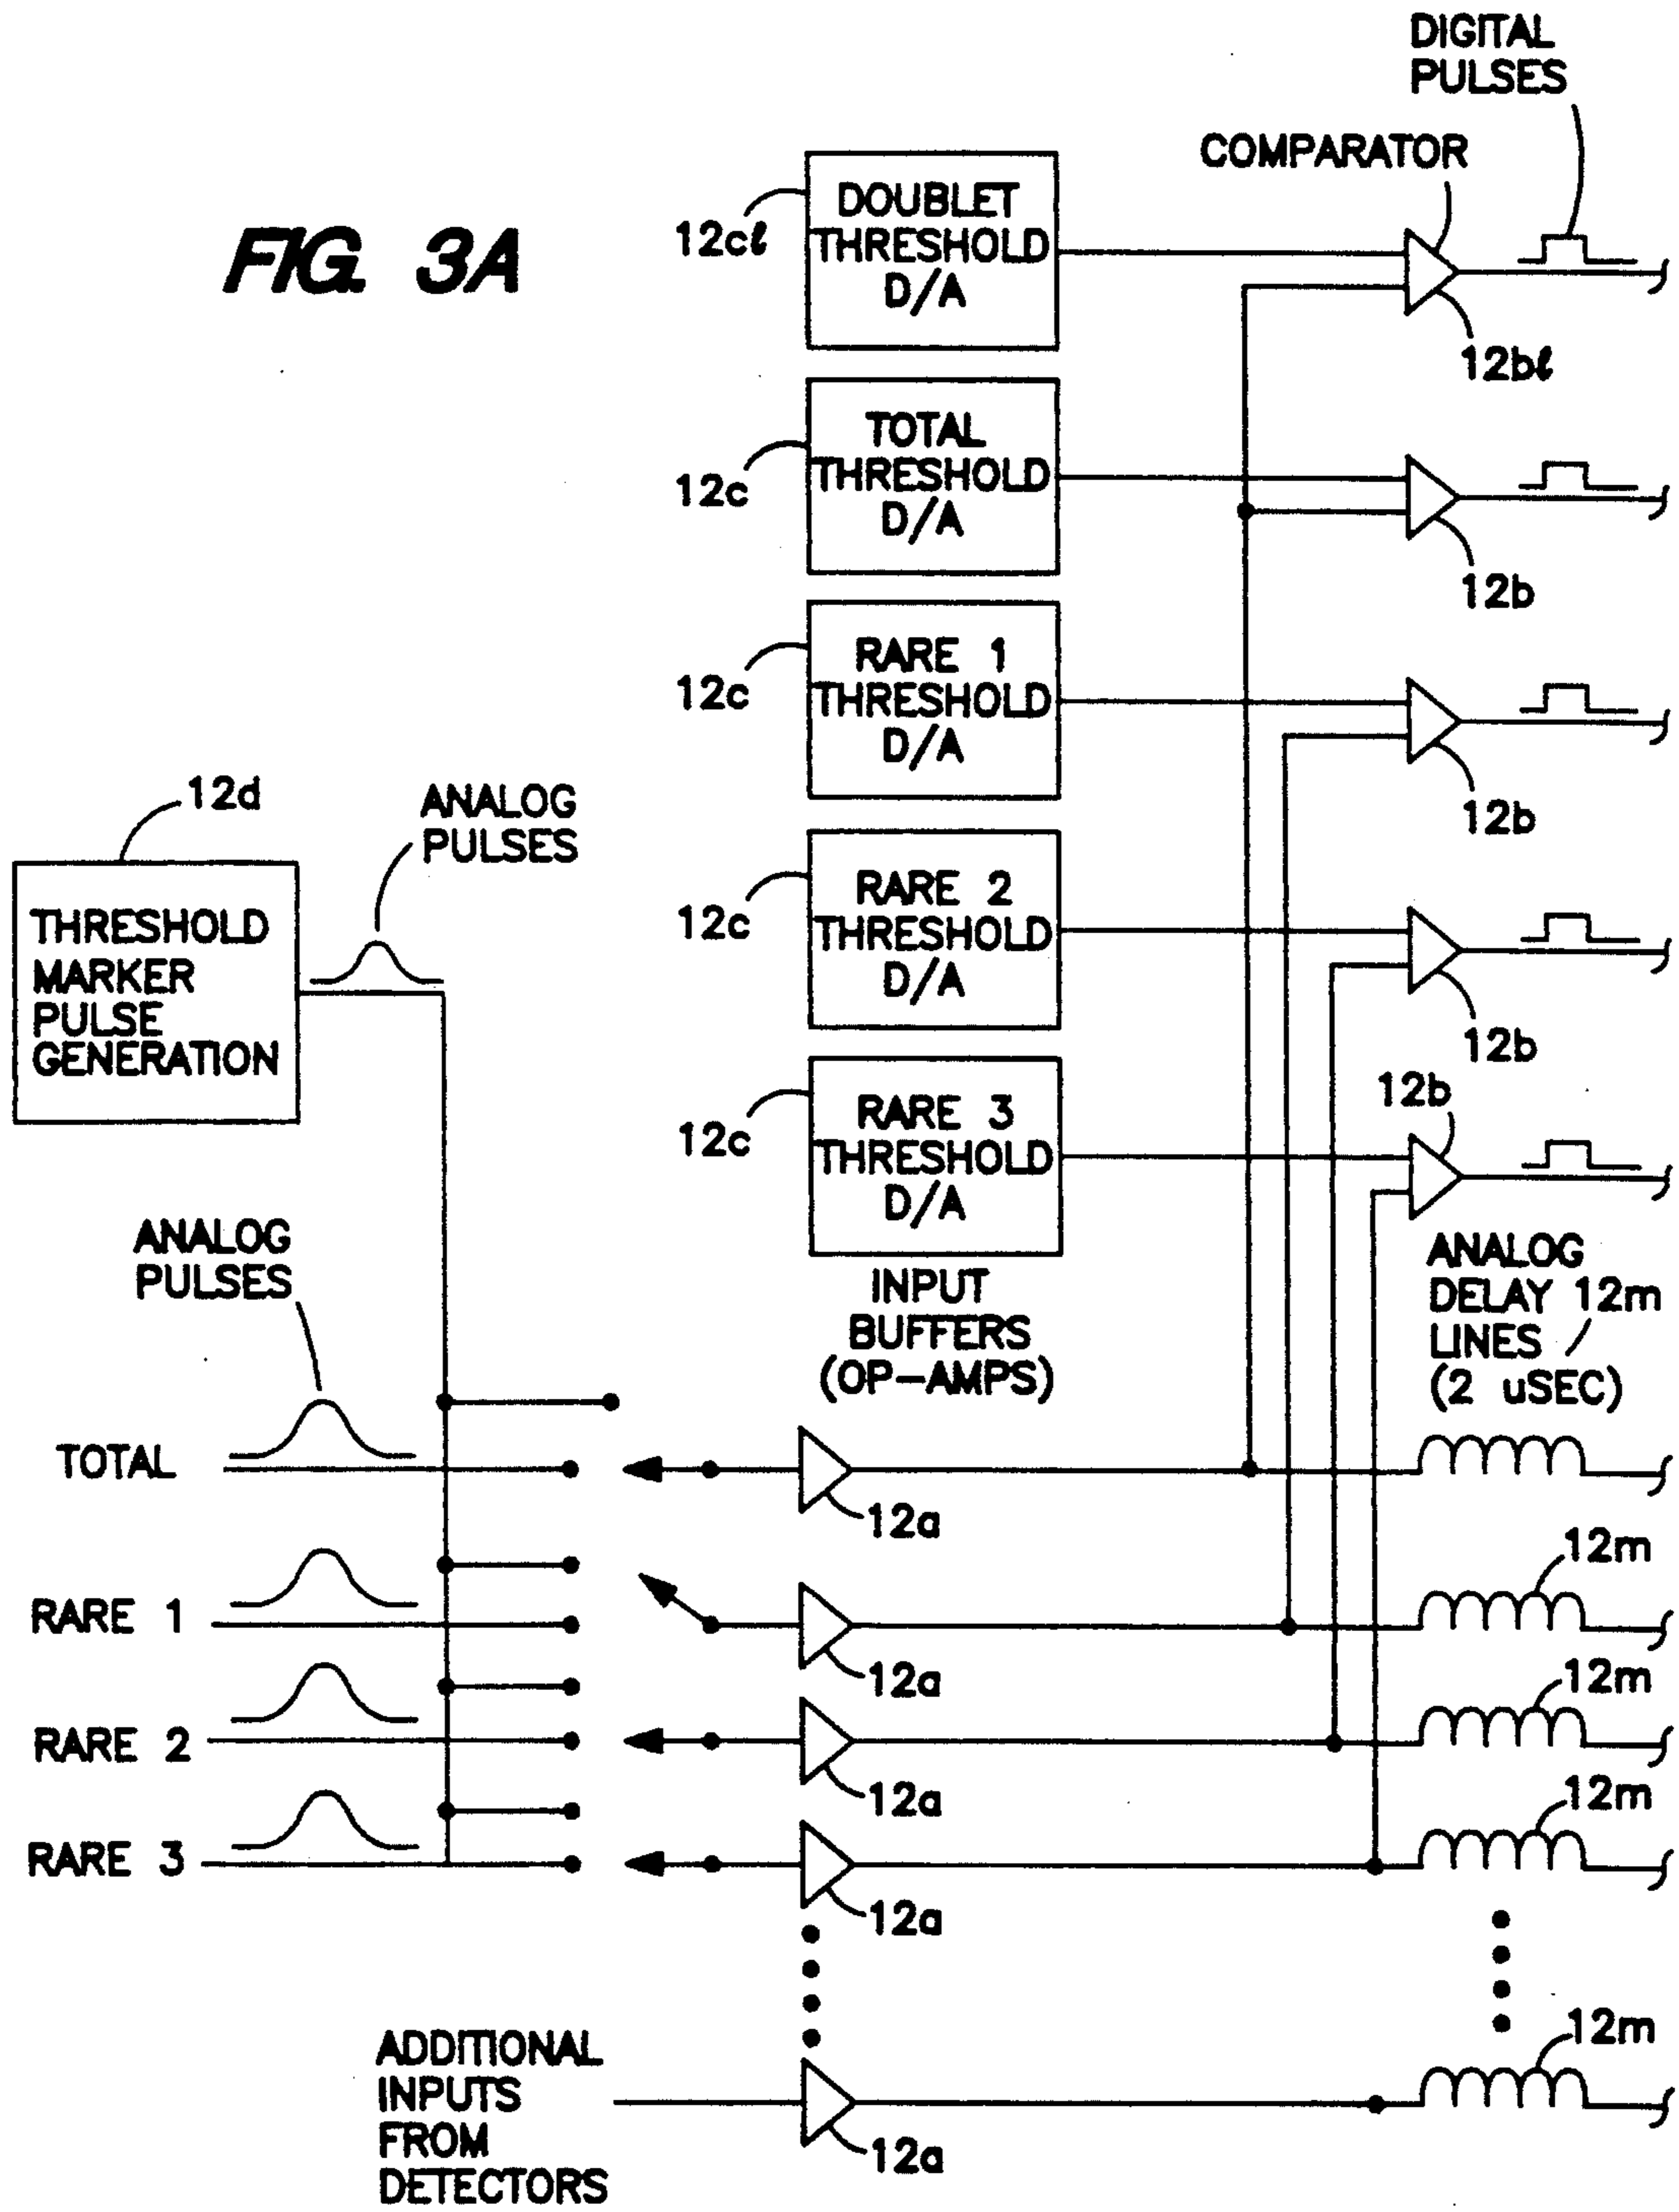 DIGITAL
PULSES
COMPARATOR
FIG. 3A
12cℓ
DOUBLET
THRESHOLD
D/A
12bℓ
12c
TOTAL
THRESHOLD
D/A
12b
12c
RARE 1
THRESHOLD
D/A
12b
12d
ANALOG
PULSES
THRESHOLD
MARKER
PULSE
GENERATION
12c
RARE 2
THRESHOLD
D/A
12b
12c
RARE 3
THRESHOLD
D/A
12b
ANALOG
PULSES
INPUT
BUFFERS
(OP-AMPS)
ANALOG
DELAY 12m
LINES
(2 uSEC)
TOTAL
12a
12m
RARE 1
12a
12m
RARE 2
12a
12m
RARE 3
12a
12m
ADDITIONAL
INPUTS
FROM
DETECTORS
12a